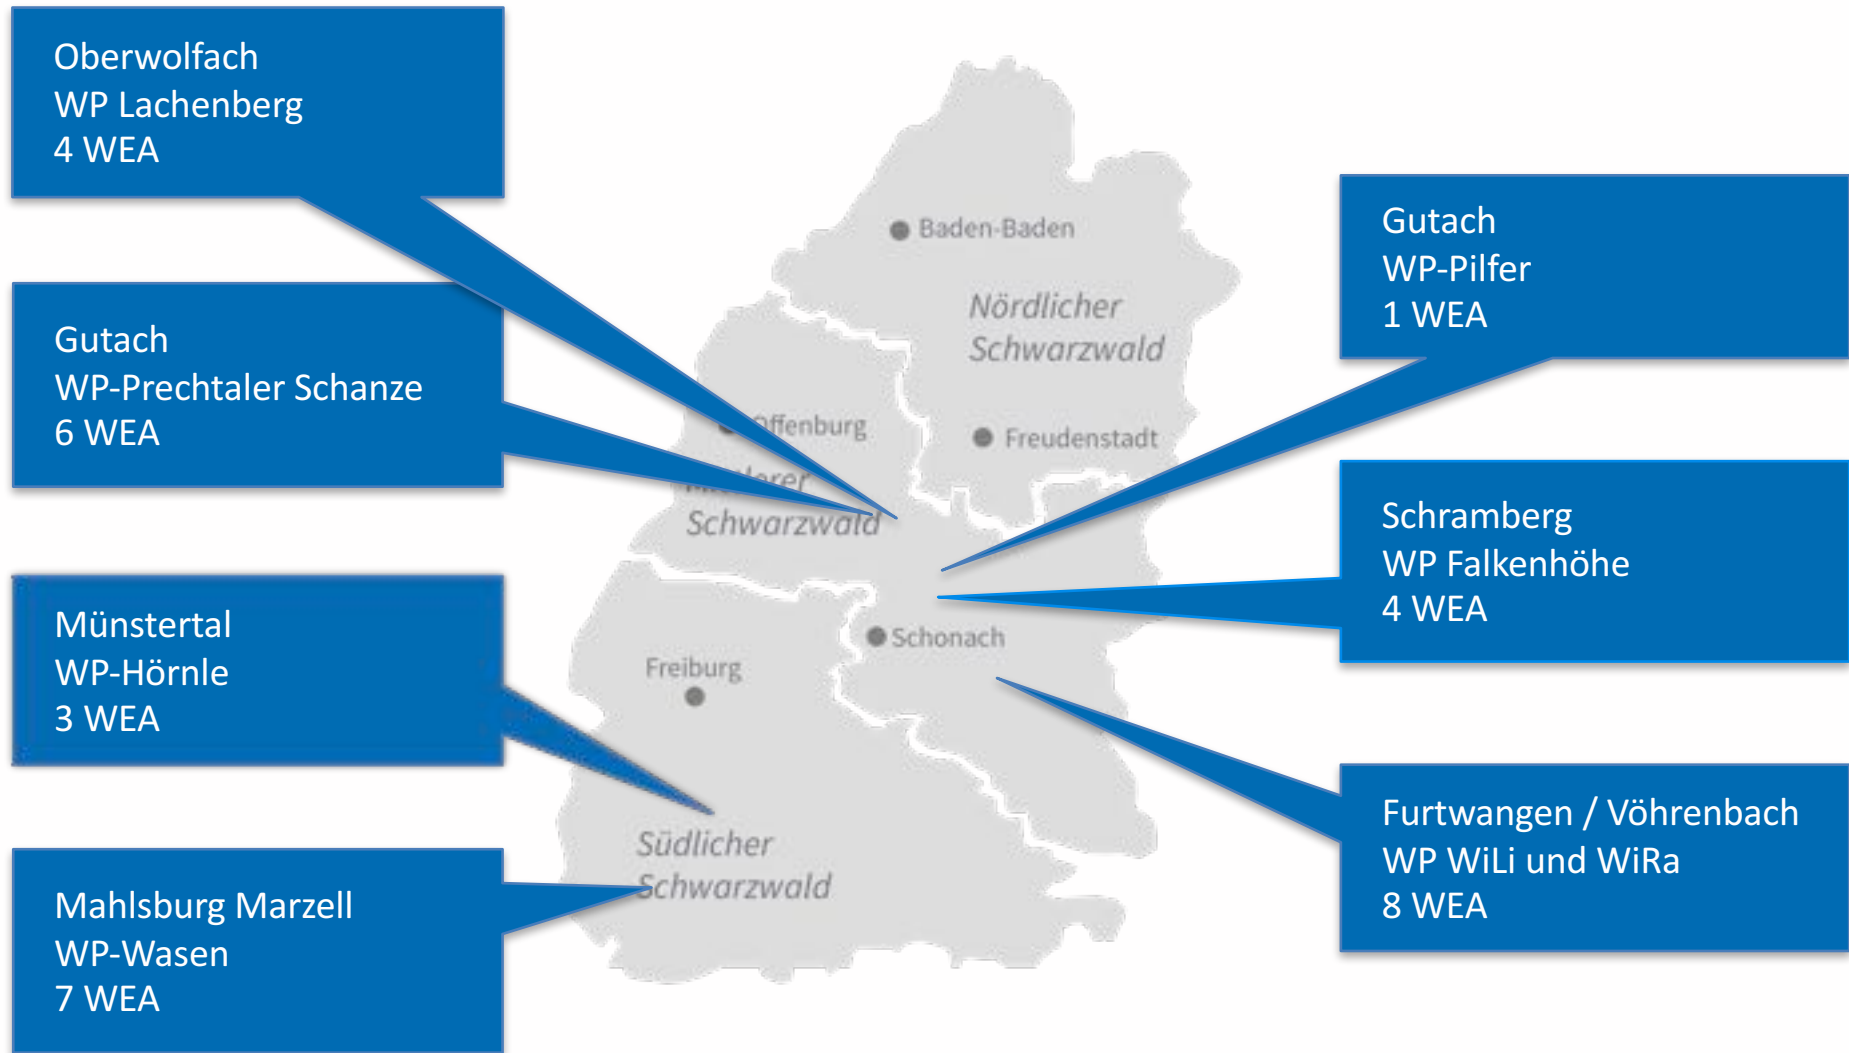 Oberwolfach
WP Lachenberg
4 WEA
Gutach
WP-Prechtaler Schanze
6 WEA
Münstertal
WP-Hörnle
3 WEA
Mahlsburg Marzell
WP-Wasen
7 WEA
Baden-Baden
Nördlicher
Schwarzwald
Offenburg
Freudenstadt
Mittlerer
Schwarzwald
Schonach
Freiburg
Südlicher
Schwarzwald
Gutach
WP-Pilfer
1 WEA
Schramberg
WP Falkenhöhe
4 WEA
Furtwangen / Vöhrenbach
WP WiLi und WiRa
8 WEA